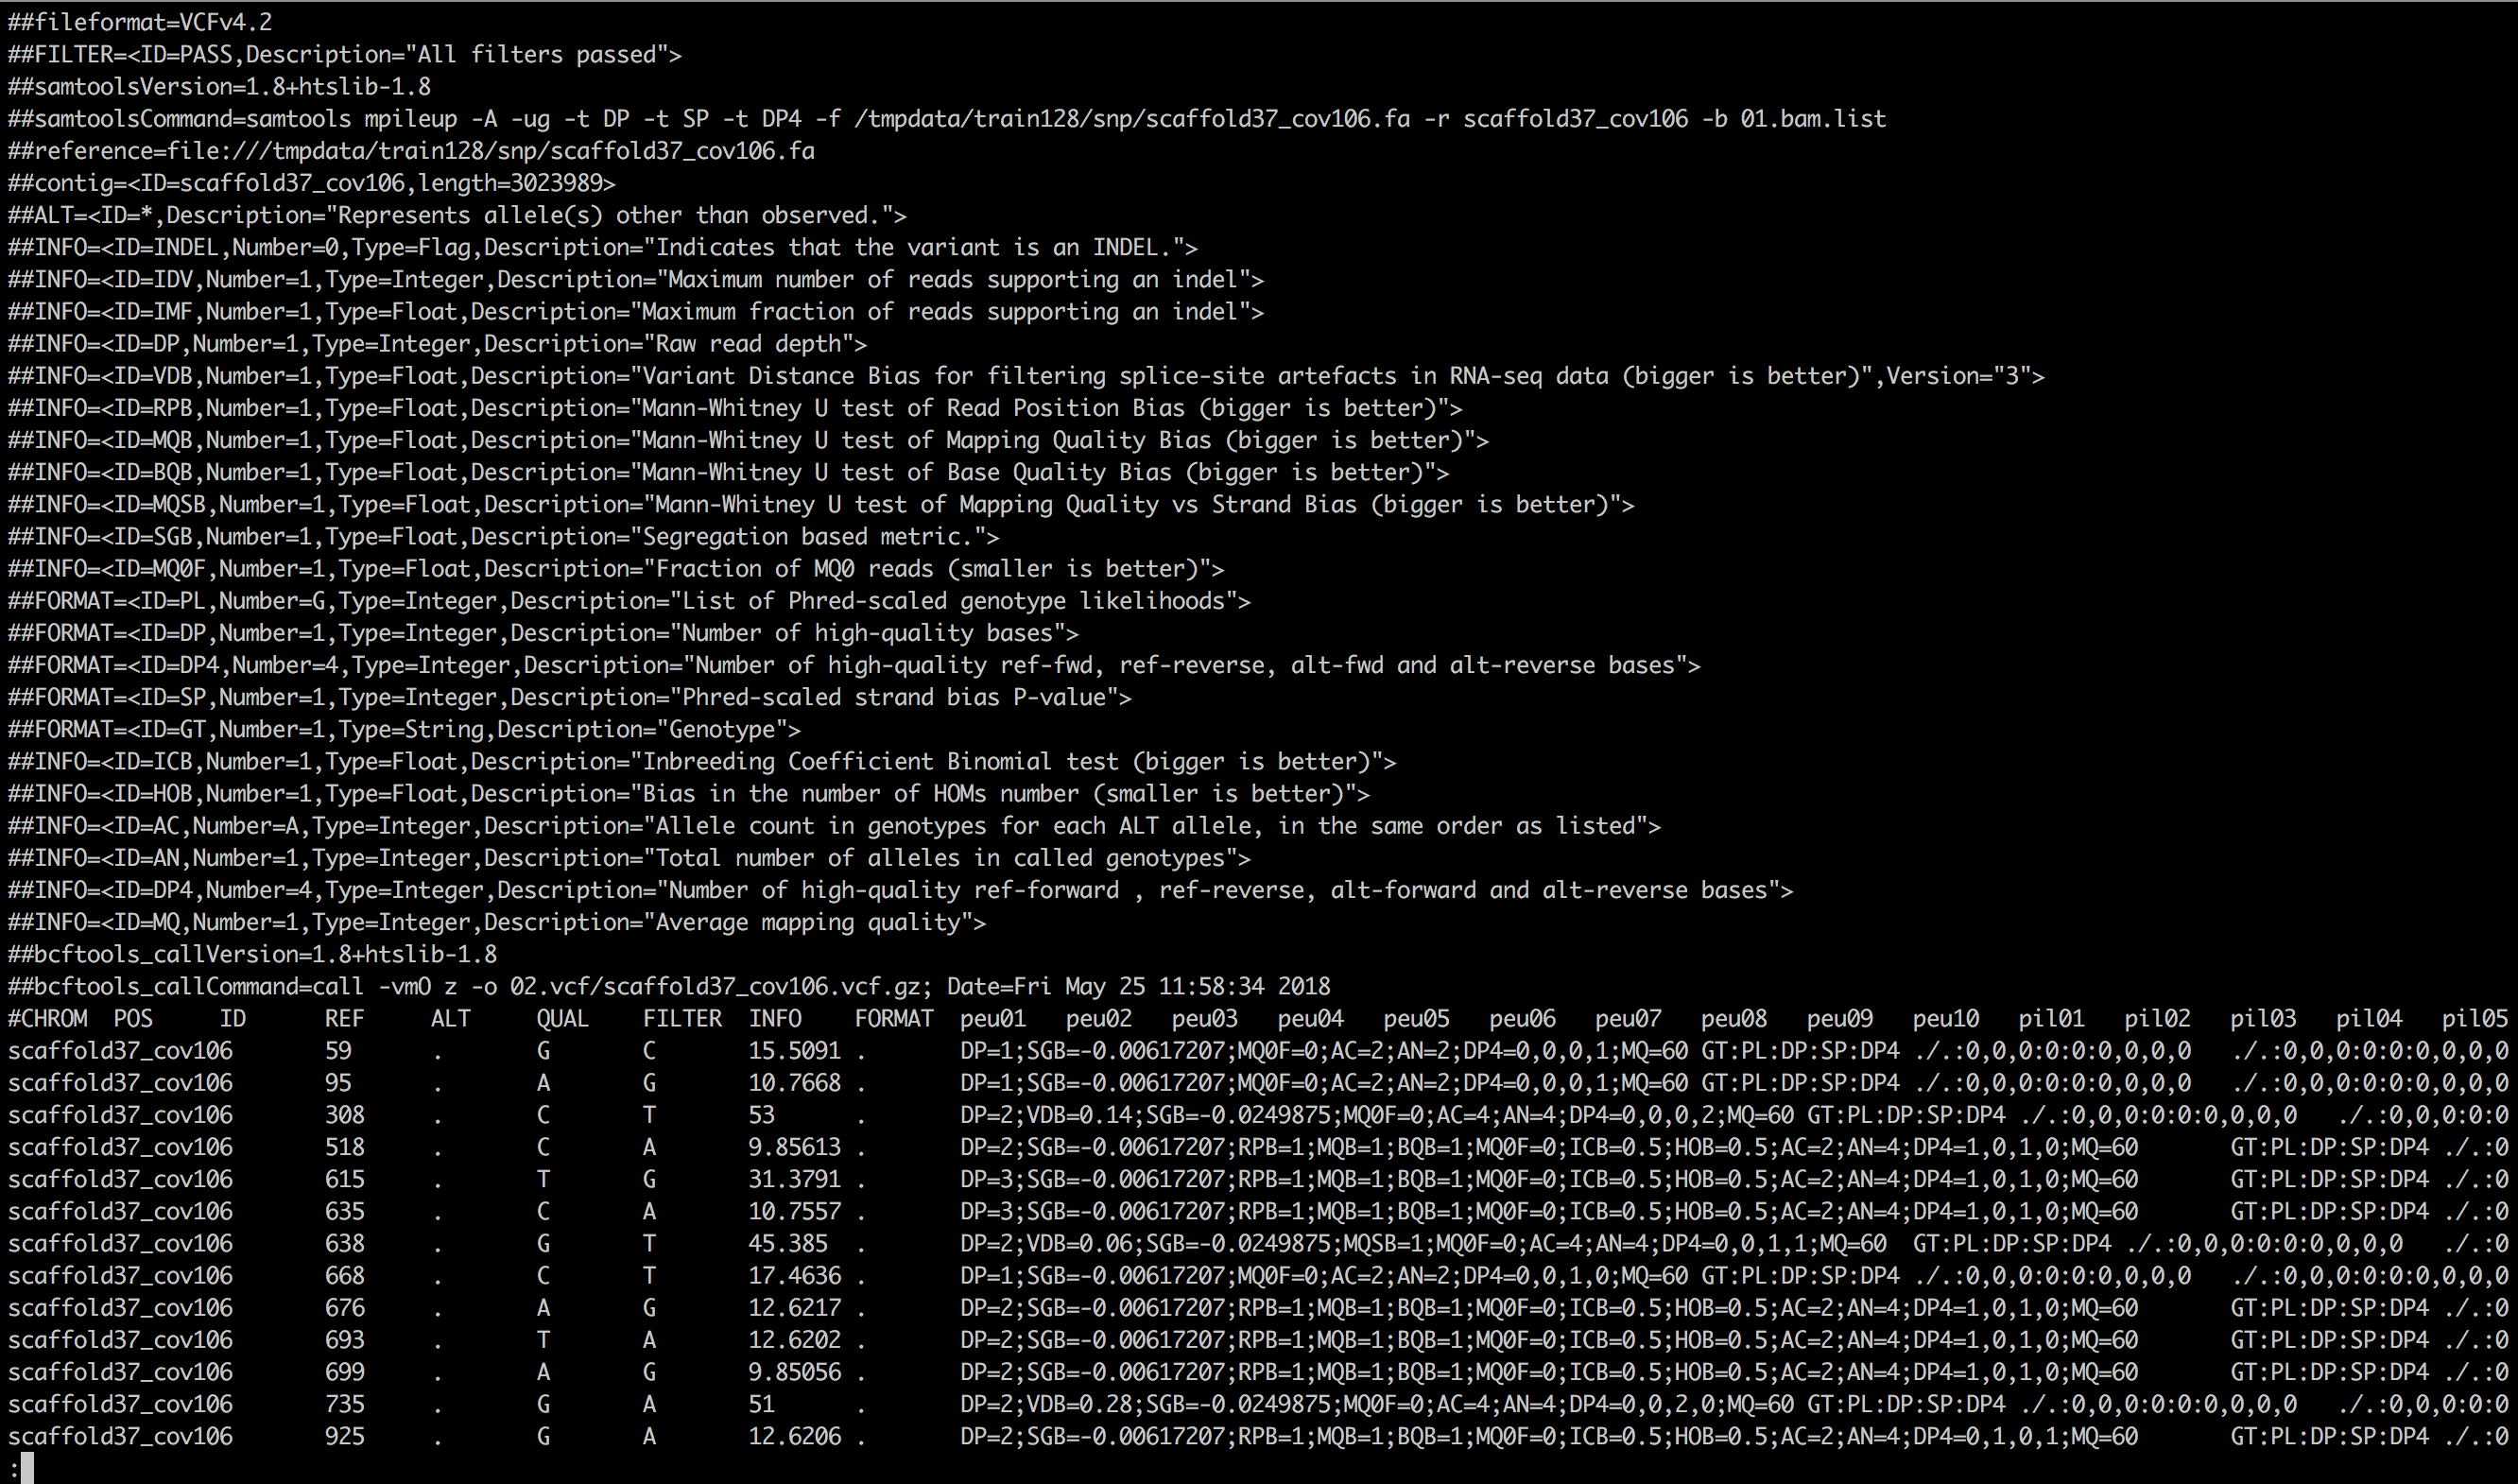 ##fileformat=VCFv4.2
##FILTER=<ID=PASS,Description="All filters passed">
##samtoolsVersion=1.8+htslib-1.8
##samtoolsCommand=samtools mpileup -A -ug -t DP -t SP -t DP4 -f /tmpdata/train128/snp/scaffold37_cov106.fa -r scaffold37_cov106 -b 01.bam.list
##reference=file:///tmpdata/train128/snp/scaffold37_cov106.fa
##contig=<ID=scaffold37_cov106,length=3023989>
##ALT=<ID=*,Description="Represents allele(s) other than observed.">
##INFO=<ID=INDEL,Number=0,Type=Flag,Description="Indicates that the variant is an INDEL.">
##INFO=<ID=IDV,Number=1,Type=Integer,Description="Maximum number of reads supporting an indel">
##INFO=<ID=IMF,Number=1,Type=Float,Description="Maximum fraction of reads supporting an indel">
##INFO=<ID=DP,Number=1,Type=Integer,Description="Raw read depth">
##INFO=<ID=VDB,Number=1,Type=Float,Description="Variant Distance Bias for filtering splice-site artefacts in RNA-seq data (bigger is better)",Version="3">
##INFO=<ID=RPB,Number=1,Type=Float,Description="Mann-Whitney U test of Read Position Bias (bigger is better)">
##INFO=<ID=MQB,Number=1,Type=Float,Description="Mann-Whitney U test of Mapping Quality Bias (bigger is better)">
##INFO=<ID=BQB,Number=1,Type=Float,Description="Mann-Whitney U test of Base Quality Bias (bigger is better)">
##INFO=<ID=MQSB,Number=1,Type=Float,Description="Mann-Whitney U test of Mapping Quality vs Strand Bias (bigger is better)">
##INFO=<ID=SGB,Number=1,Type=Float,Description="Segregation based metric.">
##INFO=<ID=MQ0F,Number=1,Type=Float,Description="Fraction of MQ0 reads (smaller is better)">
##FORMAT=<ID=PL,Number=G,Type=Integer,Description="List of Phred-scaled genotype likelihoods">
##FORMAT=<ID=DP,Number=1,Type=Integer,Description="Number of high-quality bases">
##FORMAT=<ID=DP4,Number=4,Type=Integer,Description="Number of high-quality ref-fwd, ref-reverse, alt-fwd and alt-reverse bases">
##FORMAT=<ID=SP,Number=1,Type=Integer,Description="Phred-scaled strand bias P-value">
##FORMAT=<ID=GT,Number=1,Type=String,Description="Genotype">
##INFO=<ID=ICB,Number=1,Type=Float,Description="Inbreeding Coefficient Binomial test (bigger is better)">
##INFO=<ID=HOB,Number=1,Type=Float,Description="Bias in the number of HOMs number (smaller is better)">
##INFO=<ID=AC,Number=A,Type=Integer,Description="Allele count in genotypes for each ALT allele, in the same order as listed">
##INFO=<ID=AN,Number=1,Type=Integer,Description="Total number of alleles in called genotypes">
##INFO=<ID=DP4,Number=4,Type=Integer,Description="Number of high-quality ref-forward , ref-reverse, alt-forward and alt-reverse bases">
##INFO=<ID=MQ,Number=1,Type=Integer,Description="Average mapping quality">
##bcftools_callVersion=1.8+htslib-1.8
##bcftools_callCommand=call -vmO z -o 02.vcf/scaffold37_cov106.vcf.gz; Date=Fri May 25 11:58:34 2018
#CHROM POS ID REF ALT QUAL FILTER INFO FORMAT peu01 peu02 peu03 peu04 peu05 peu06 peu07 peu08 peu09 peu10 pil01 pil02 pil03 pil04 pil05
scaffold37_cov106 59 . G C 15.5091 . DP=1;SGB=-0.00617207;MQ0F=0;AC=2;AN=2;DP4=0,0,0,1;MQ=60 GT:PL:DP:SP:DP4 ./.:0,0,0:0:0:0,0,0,0 ./.:0,0,0:0:0:0,0,0,0
scaffold37_cov106 95 . A G 10.7668 . DP=1;SGB=-0.00617207;MQ0F=0;AC=2;AN=2;DP4=0,0,0,1;MQ=60 GT:PL:DP:SP:DP4 ./.:0,0,0:0:0:0,0,0,0 ./.:0,0,0:0:0:0,0,0,0
scaffold37_cov106 308 . C T 53 . DP=2;VDB=0.14;SGB=-0.0249875;MQ0F=0;AC=4;AN=4;DP4=0,0,0,2;MQ=60 GT:PL:DP:SP:DP4 ./.:0,0,0:0:0:0,0,0,0 ./.:0,0,0:0:0
scaffold37_cov106 518 . C A 9.85613 . DP=2;SGB=-0.00617207;RPB=1;MQB=1;BQB=1;MQ0F=0;ICB=0.5;HOB=0.5;AC=2;AN=4;DP4=1,0,1,0;MQ=60 GT:PL:DP:SP:DP4 ./.:0
scaffold37_cov106 615 . T G 31.3791 . DP=3;SGB=-0.00617207;RPB=1;MQB=1;BQB=1;MQ0F=0;ICB=0.5;HOB=0.5;AC=2;AN=4;DP4=1,0,1,0;MQ=60 GT:PL:DP:SP:DP4 ./.:0
scaffold37_cov106 635 . C A 10.7557 . DP=3;SGB=-0.00617207;RPB=1;MQB=1;BQB=1;MQ0F=0;ICB=0.5;HOB=0.5;AC=2;AN=4;DP4=1,0,1,0;MQ=60 GT:PL:DP:SP:DP4 ./.:0
scaffold37_cov106 638 . G T 45.385 . DP=2;VDB=0.06;SGB=-0.0249875;MQSB=1;MQ0F=0;AC=4;AN=4;DP4=0,0,1,1;MQ=60 GT:PL:DP:SP:DP4 ./.:0,0,0:0:0:0,0,0,0 ./.:0
scaffold37_cov106 668 . C T 17.4636 . DP=1;SGB=-0.00617207;MQ0F=0;AC=2;AN=2;DP4=0,0,1,0;MQ=60 GT:PL:DP:SP:DP4 ./.:0,0,0:0:0:0,0,0,0 ./.:0,0,0:0:0:0,0,0,0
scaffold37_cov106 676 . A G 12.6217 . DP=2;SGB=-0.00617207;RPB=1;MQB=1;BQB=1;MQ0F=0;ICB=0.5;HOB=0.5;AC=2;AN=4;DP4=1,0,1,0;MQ=60 GT:PL:DP:SP:DP4 ./.:0
scaffold37_cov106 693 . T A 12.6202 . DP=2;SGB=-0.00617207;RPB=1;MQB=1;BQB=1;MQ0F=0;ICB=0.5;HOB=0.5;AC=2;AN=4;DP4=1,0,1,0;MQ=60 GT:PL:DP:SP:DP4 ./.:0
scaffold37_cov106 699 . A G 9.85056 . DP=2;SGB=-0.00617207;RPB=1;MQB=1;BQB=1;MQ0F=0;ICB=0.5;HOB=0.5;AC=2;AN=4;DP4=1,0,1,0;MQ=60 GT:PL:DP:SP:DP4 ./.:0
scaffold37_cov106 735 . G A 51 . DP=2;VDB=0.28;SGB=-0.0249875;MQ0F=0;AC=4;AN=4;DP4=0,0,2,0;MQ=60 GT:PL:DP:SP:DP4 ./.:0,0,0:0:0:0,0,0,0 ./.:0,0,0:0:0
scaffold37_cov106 925 . G A 12.6206 . DP=2;SGB=-0.00617207;RPB=1;MQB=1;BQB=1;MQ0F=0;ICB=0.5;HOB=0.5;AC=2;AN=4;DP4=0,1,0,1;MQ=60 GT:PL:DP:SP:DP4 ./.:0
: